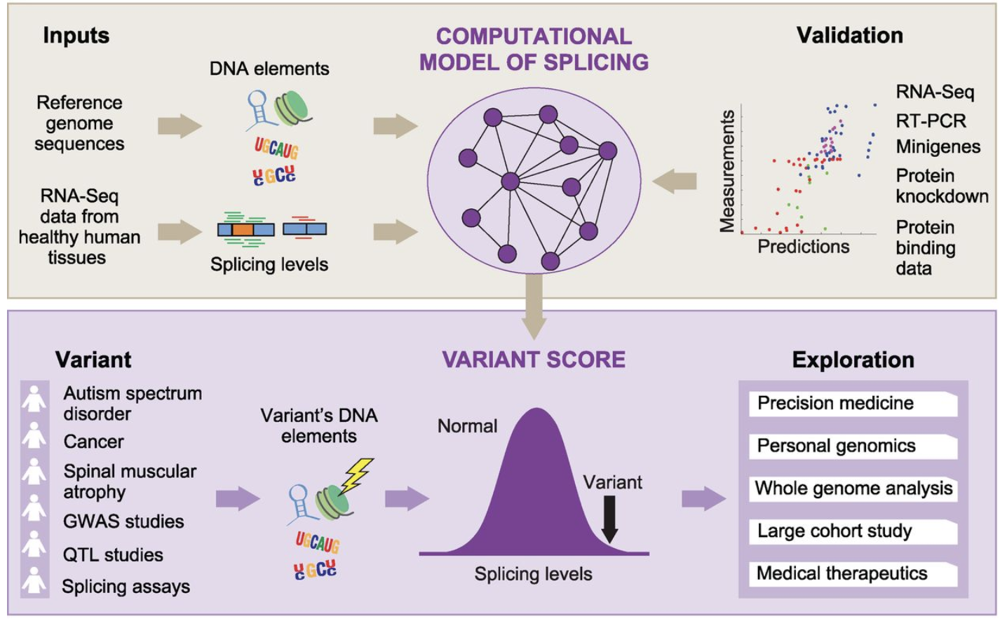 Inputs
DNA elements
Reference
genome
sequences
UGCAUG
RNA-Seq
data from
healthy human
tissues
Splicing levels
COMPUTATIONAL
MODEL OF SPLICING
Validation
Measurements
Predictions
RNA-Seq
RT-PCR
Minigenes
Protein
knockdown
Protein
binding
data
Variant
Autism spectrum
disorder
Cancer
Spinal muscular
atrophy
GWAS studies
QTL studies
Splicing assays
Variant's DNA
elements
UGCAUG
VARIANT SCORE
Normal
Variant
Splicing levels
Exploration
Precision medicine
Personal genomics
Whole genome analysis
Large cohort study
Medical therapeutics